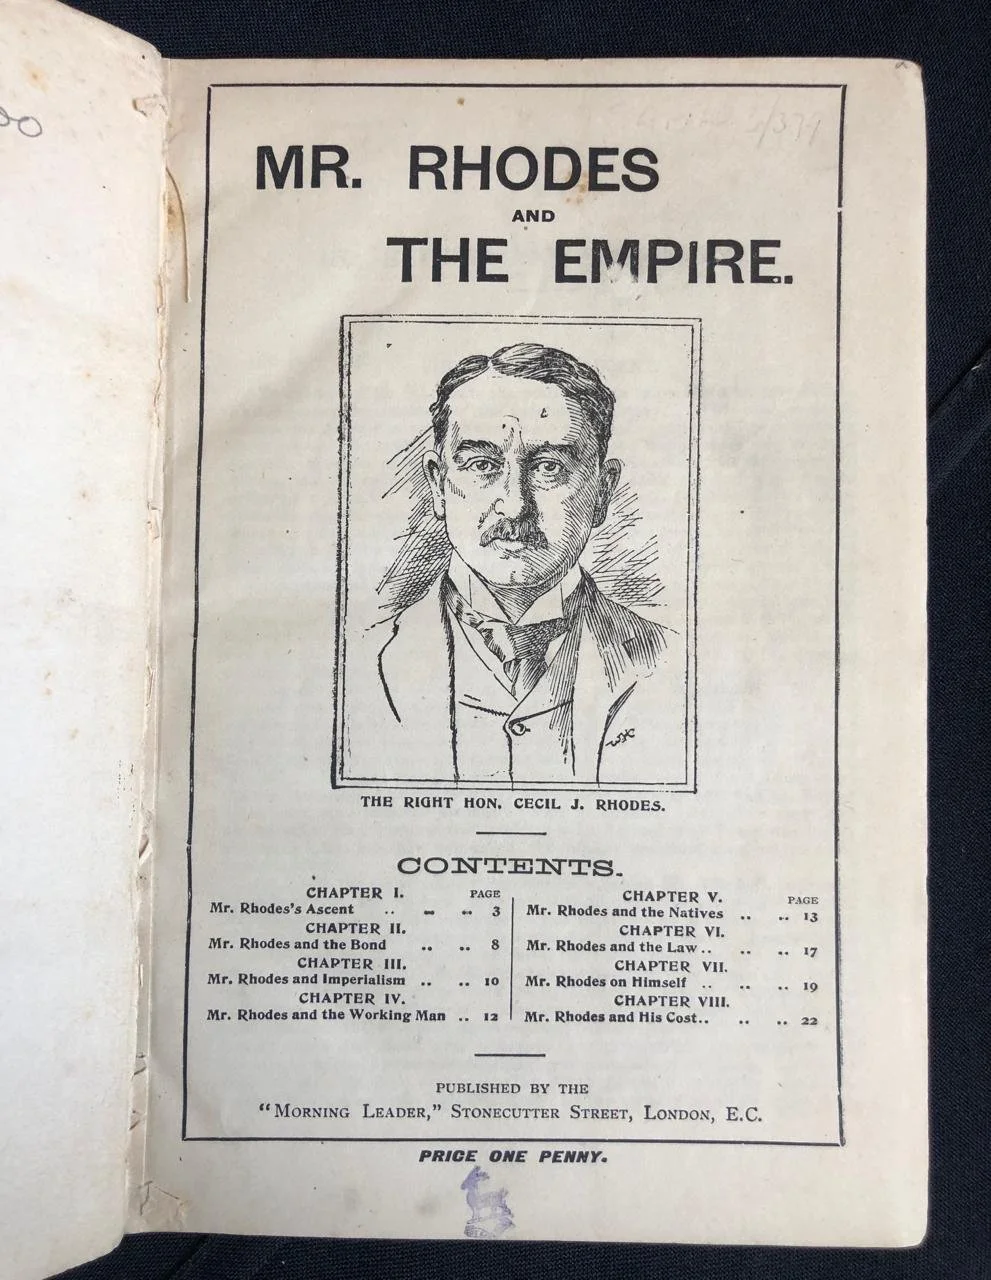 MR. RHODES
AND
THE EMPIRE.
THE RIGHT HON. CECIL J. RHODES.
CONTENTS.
CHAPTER I. PAGE
Mr. Rhodes's Ascent .. .. .. 3
CHAPTER II.
Mr. Rhodes and the Bond .. .. 8
CHAPTER III.
Mr. Rhodes and Imperialism .. .. 10
CHAPTER IV.
Mr. Rhodes and the Working Man .. 12
CHAPTER V. PAGE
Mr. Rhodes and the Natives .. .. 13
CHAPTER VI.
Mr. Rhodes and the Law .. .. .. 17
CHAPTER VII.
Mr. Rhodes on Himself .. .. .. 19
CHAPTER VIII.
Mr. Rhodes and His Cost.. .. .. 22
PUBLISHED BY THE
"MORNING LEADER," STONECUTTER STREET, LONDON, E.C.
PRICE ONE PENNY.